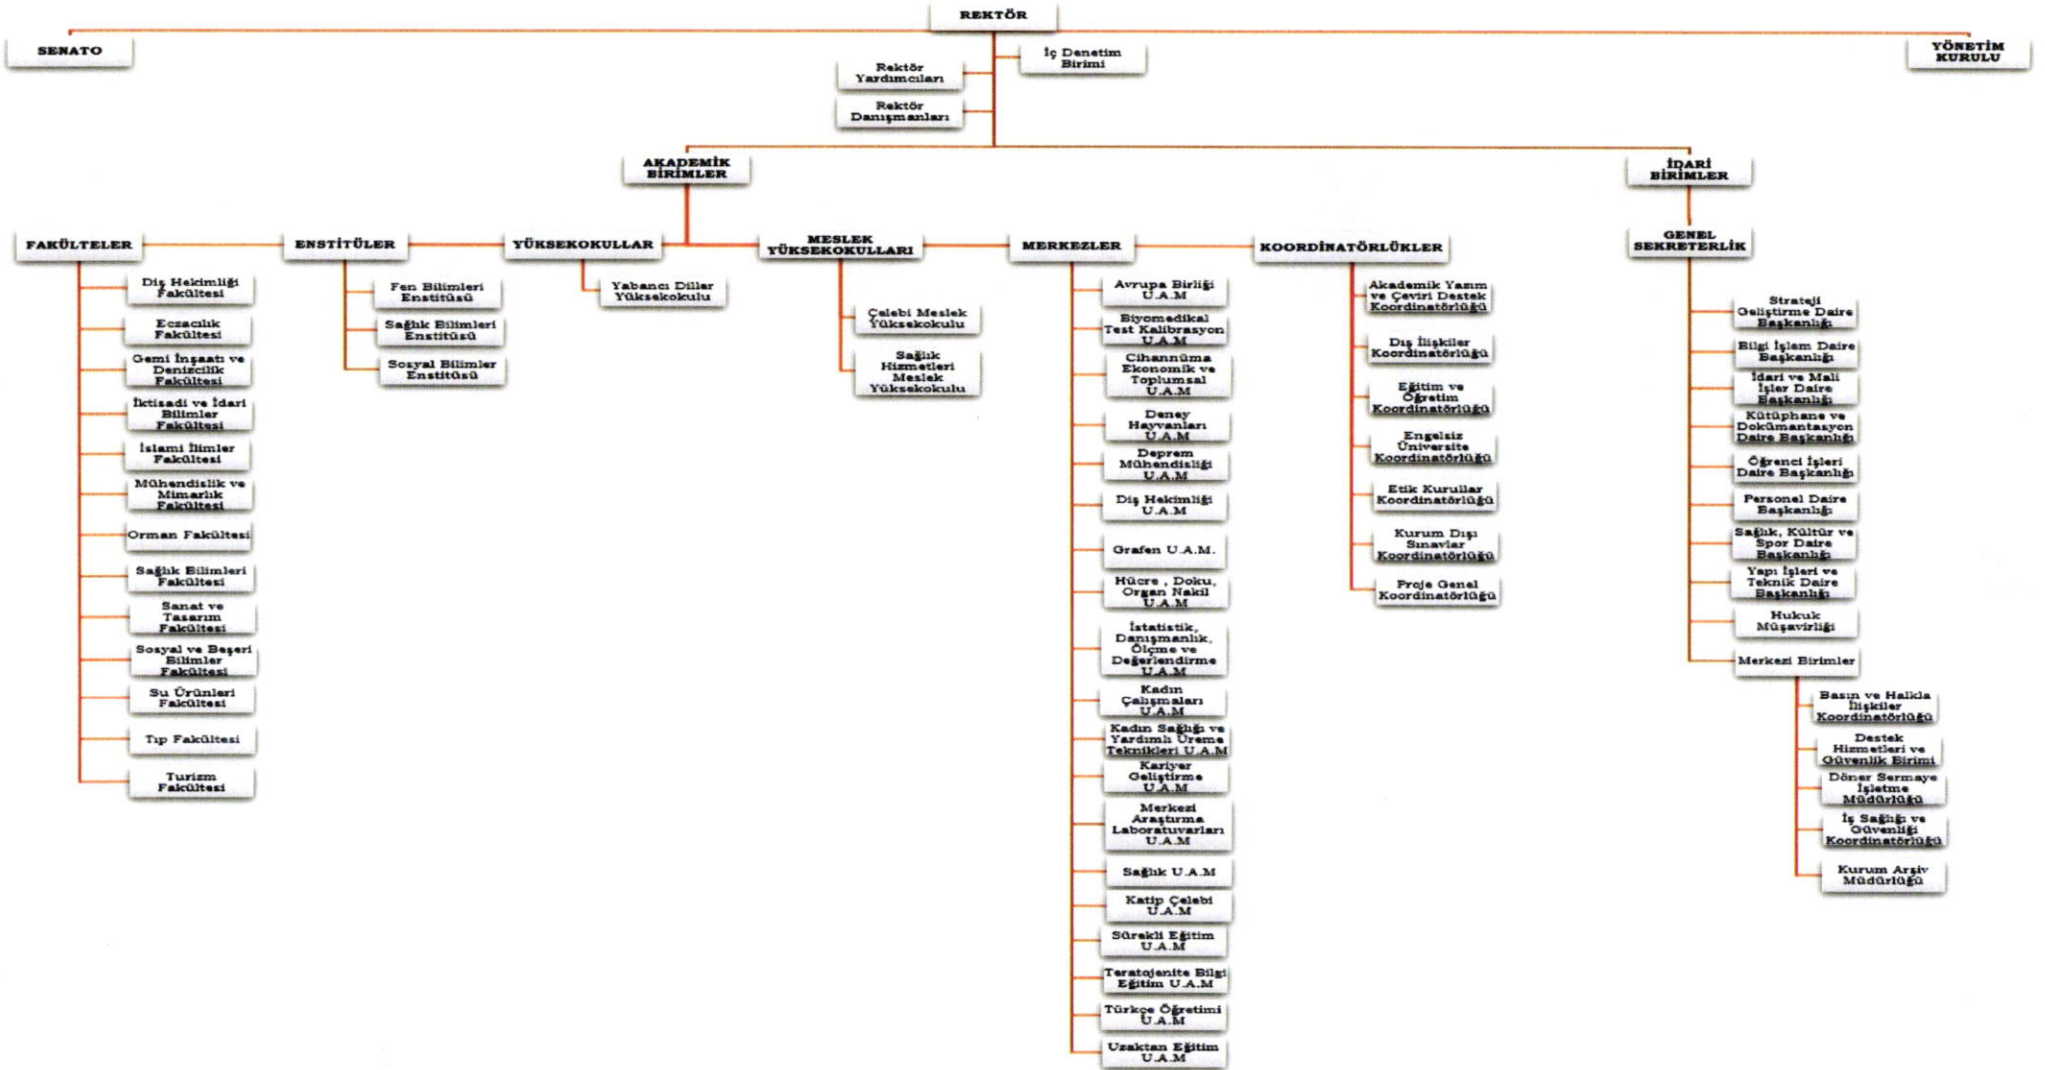 REKTÖR
SENATO
YÖNETİM
KURULU
İç Denetim
Birimi
Rektör
Yardımcıları
Rektör
Danışmanları
AKADEMİK
BİRİMLER
İDARİ
BİRİMLER
FAKÜLTELER
ENSTİTÜLER
YÜKSEKOKULLAR
MESLEK
YÜKSEKOKULLARI
MERKEZLER
KOORDİNATÖRLÜKLER
GENEL
SEKRETERLİK
Diş Hekimliği
Fakültesi
Eczacılık
Fakültesi
Gemi İnşaatı ve
Denizcilik
Fakültesi
İktisadi ve İdari
Bilimler
Fakültesi
İslami İlimler
Fakültesi
Mühendislik ve
Mimarlık
Fakültesi
Orman Fakültesi
Sağlık Bilimleri
Fakültesi
Sanat ve
Tasarım
Fakültesi
Sosyal ve Beşeri
Bilimler
Fakültesi
Su Ürünleri
Fakültesi
Tıp Fakültesi
Turizm
Fakültesi
Fen Bilimleri
Enstitüsü
Sağlık Bilimleri
Enstitüsü
Sosyal Bilimler
Enstitüsü
Yabancı Diller
Yüksekokulu
Çelebi Meslek
Yüksekokulu
Sağlık
Hizmetleri
Meslek
Yüksekokulu
Avrupa Birliği
U.A.M
Biyomedikal
Test Kalibrasyon
U.A.M
Cihannüma
Ekonomik ve
Toplumsal
U.A.M
Deney
Hayvanları
U.A.M
Deprem
Mühendisliği
U.A.M
Diş Hekimliği
U.A.M
Grafen U.A.M.
Hücre , Doku,
Organ Nakil
U.A.M
İstatistik,
Danışmanlık,
Ölçme ve
Değerlendirme
U.A.M
Kadın
Çalışmaları
U.A.M
Kadın Sağlığı ve
Yardımlı Üreme
Teknikleri U.A.M
Kariyer
Geliştirme
U.A.M
Merkezi
Araştırma
Laboratuvarları
U.A.M
Sağlık U.A.M
Katip Çelebi
U.A.M
Sürekli Eğitim
U.A.M
Teratojenite Bilgi
Eğitim U.A.M
Türkçe Öğretimi
U.A.M
Uzaktan Eğitim
U.A.M
Akademik Yazım
ve Çeviri Destek
Koordinatörlüğü
Dış İlişkiler
Koordinatörlüğü
Eğitim ve
Öğretim
Koordinatörlüğü
Engelsiz
Üniversite
Koordinatörlüğü
Etik Kurullar
Koordinatörlüğü
Kurum Dışı
Sınavlar
Koordinatörlüğü
Proje Genel
Koordinatörlüğü
Strateji
Geliştirme Daire
Başkanlığı
Bilgi İşlem Daire
Başkanlığı
İdari ve Mali
İşler Daire
Başkanlığı
Kütüphane ve
Dokümantasyon
Daire Başkanlığı
Öğrenci İşleri
Daire Başkanlığı
Personel Daire
Başkanlığı
Sağlık, Kültür ve
Spor Daire
Başkanlığı
Yapı İşleri ve
Teknik Daire
Başkanlığı
Hukuk
Müşavirliği
Merkezi Birimler
Basın ve Halkla
İlişkiler
Koordinatörlüğü
Destek
Hizmetleri ve
Güvenlik Birimi
Döner Sermaye
İşletme
Müdürlüğü
İş Sağlığı ve
Güvenliği
Koordinatörlüğü
Kurum Arşiv
Müdürlüğü